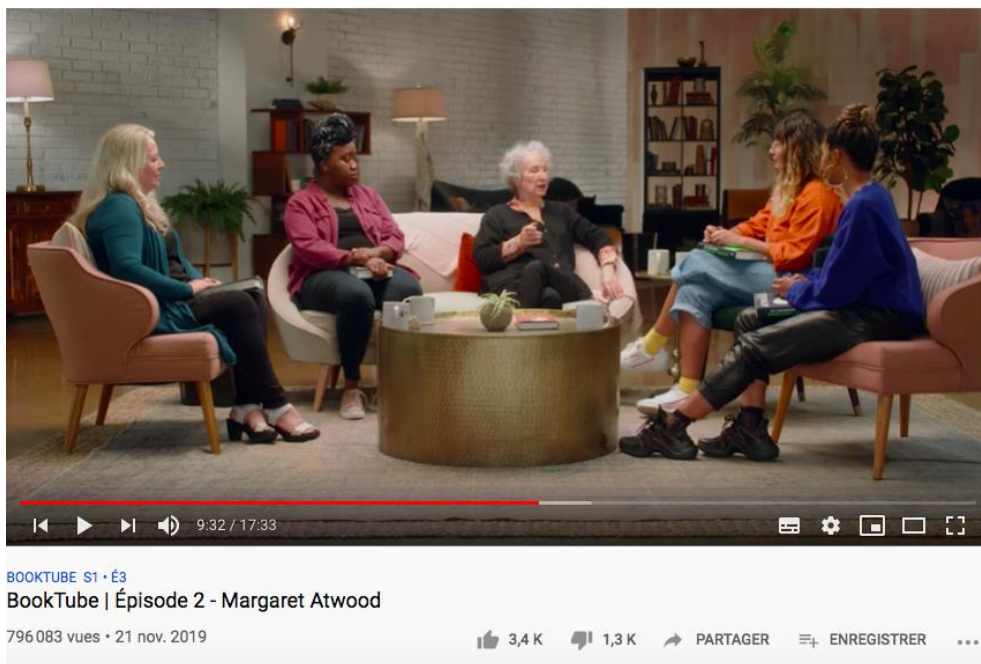 9:32 / 17:33
BOOKTUBE S1 • É3
BookTube | Épisode 2 - Margaret Atwood
796 083 vues • 21 nov. 2019
3,4 K 1,3 K PARTAGER ENREGISTRER